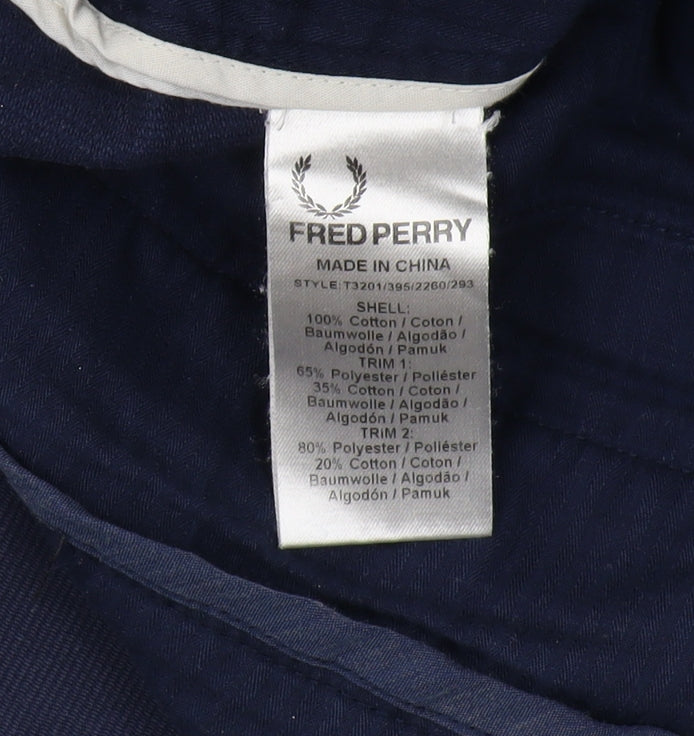 FRED PERRY
MADE IN CHINA
STYLE: T3201/395/2260/293
SHELL:
100% Cotton / Coton /
Baumwolle / Algodão /
Algodón / Pamuk
TRIM 1:
65% Polyester / Poliéster
35% Cotton / Coton /
Baumwolle / Algodão /
Algodón / Pamuk
TRIM 2:
80% Polyester / Poliéster
20% Cotton / Coton /
Baumwolle / Algodão /
Algodón / Pamuk